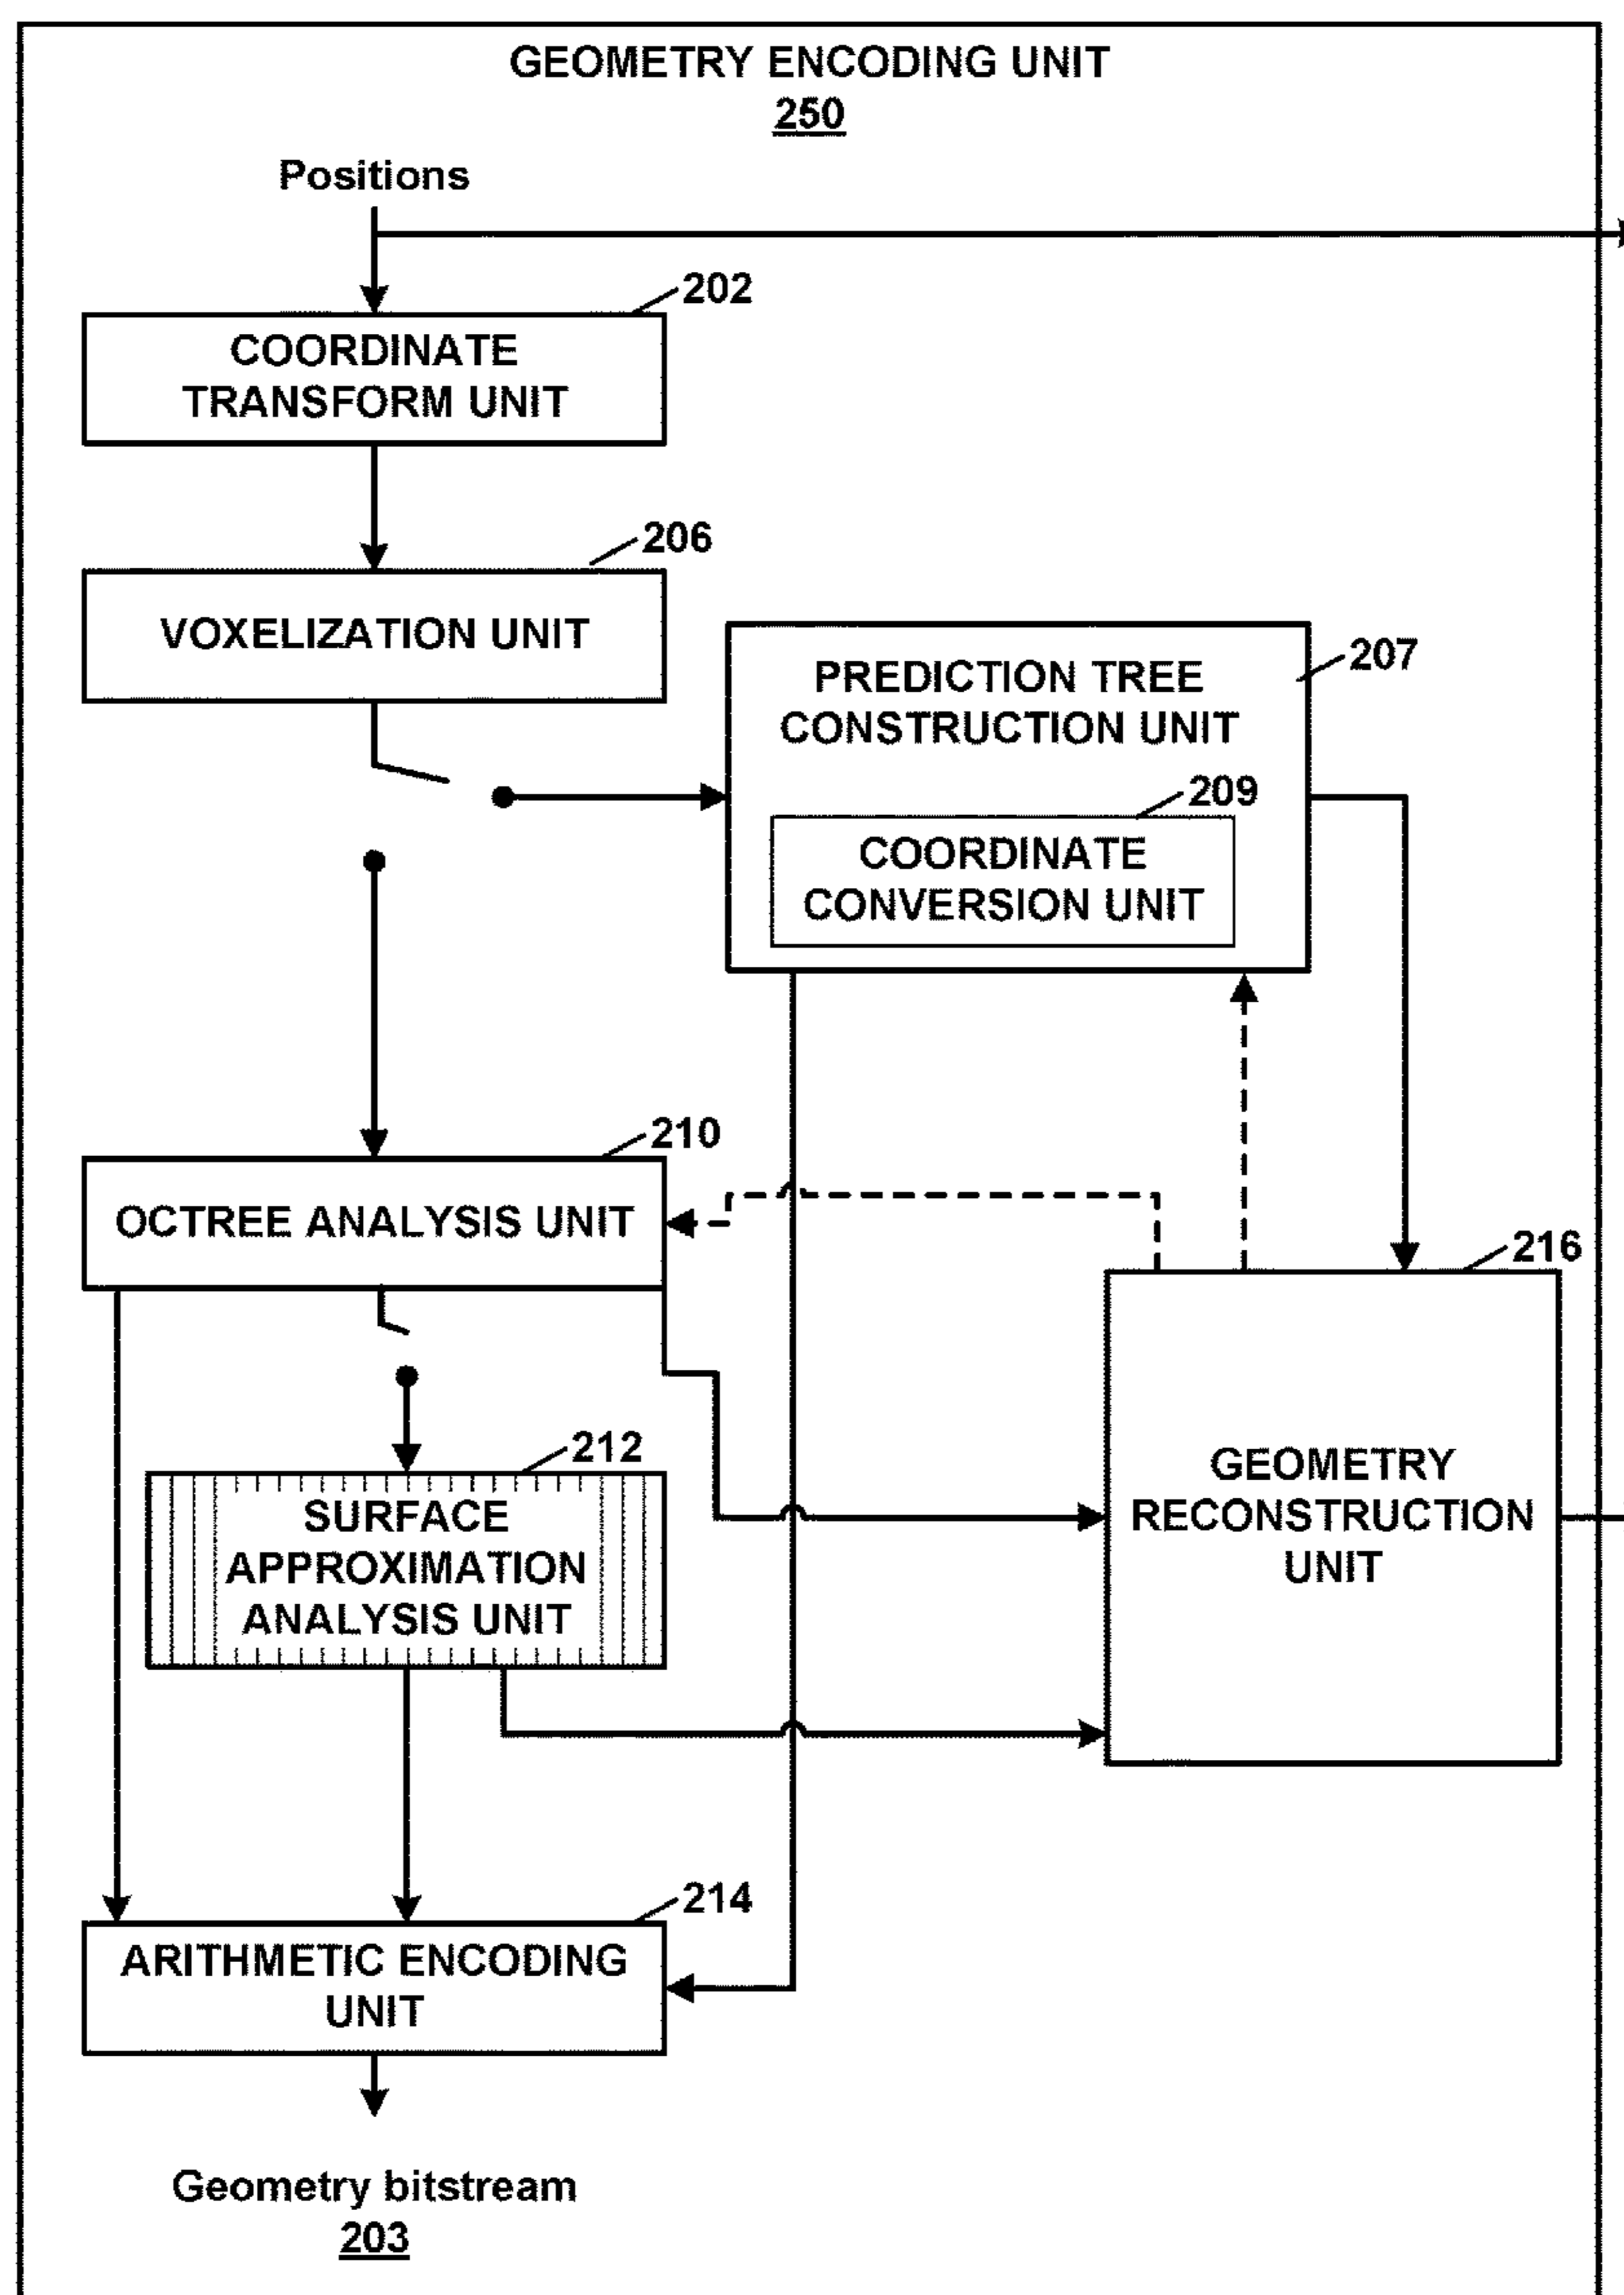 GEOMETRY ENCODING UNIT
250
Positions
202
COORDINATE
TRANSFORM UNIT
206
VOXELIZATION UNIT
207
PREDICTION TREE
CONSTRUCTION UNIT
209
COORDINATE
CONVERSION UNIT
210
OCTREE ANALYSIS UNIT
216
GEOMETRY
RECONSTRUCTION
UNIT
212
SURFACE
APPROXIMATION
ANALYSIS UNIT
214
ARITHMETIC ENCODING
UNIT
Geometry bitstream
203